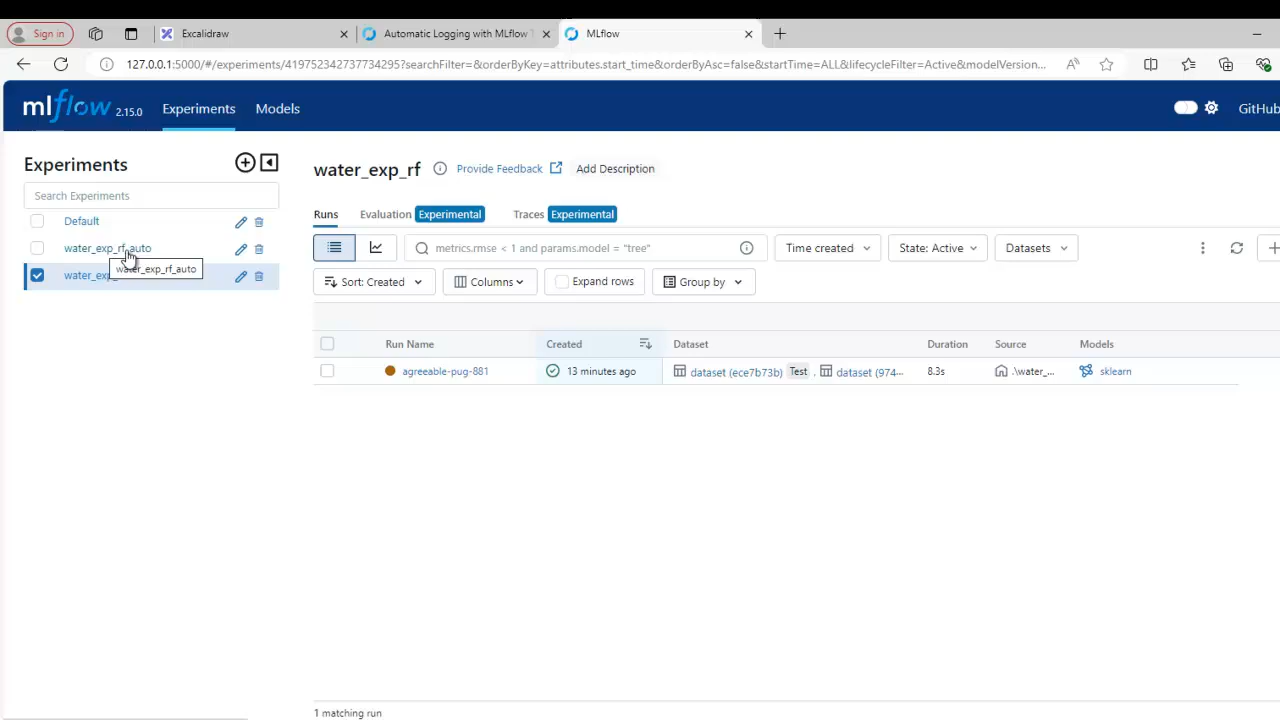 Sign in
Excalidraw
Automatic Logging with MLflow
MLflow
127.0.0.1:5000/#/experiments/419752342737734295?searchFilter=&orderByKey=attributes.start_time&orderByAsc=false&startTime=ALL&lifecycleFilter=Active&modelVersion...
mlflow 2.15.0
Experiments
Models
GitHub
Experiments
Search Experiments
Default
water_exp_rf_auto
water_exp_rf_auto
water_exp
water_exp_rf
Provide Feedback
Add Description
Runs
Evaluation Experimental
Traces Experimental
metrics.rmse < 1 and params.model = "tree"
Time created
State: Active
Datasets
Sort: Created
Columns
Expand rows
Group by
Run Name
Created
Dataset
Duration
Source
Models
agreeable-pug-881
13 minutes ago
dataset (ece7b73b) Test , dataset (974...
8.3s
.\water_...
sklearn
1 matching run